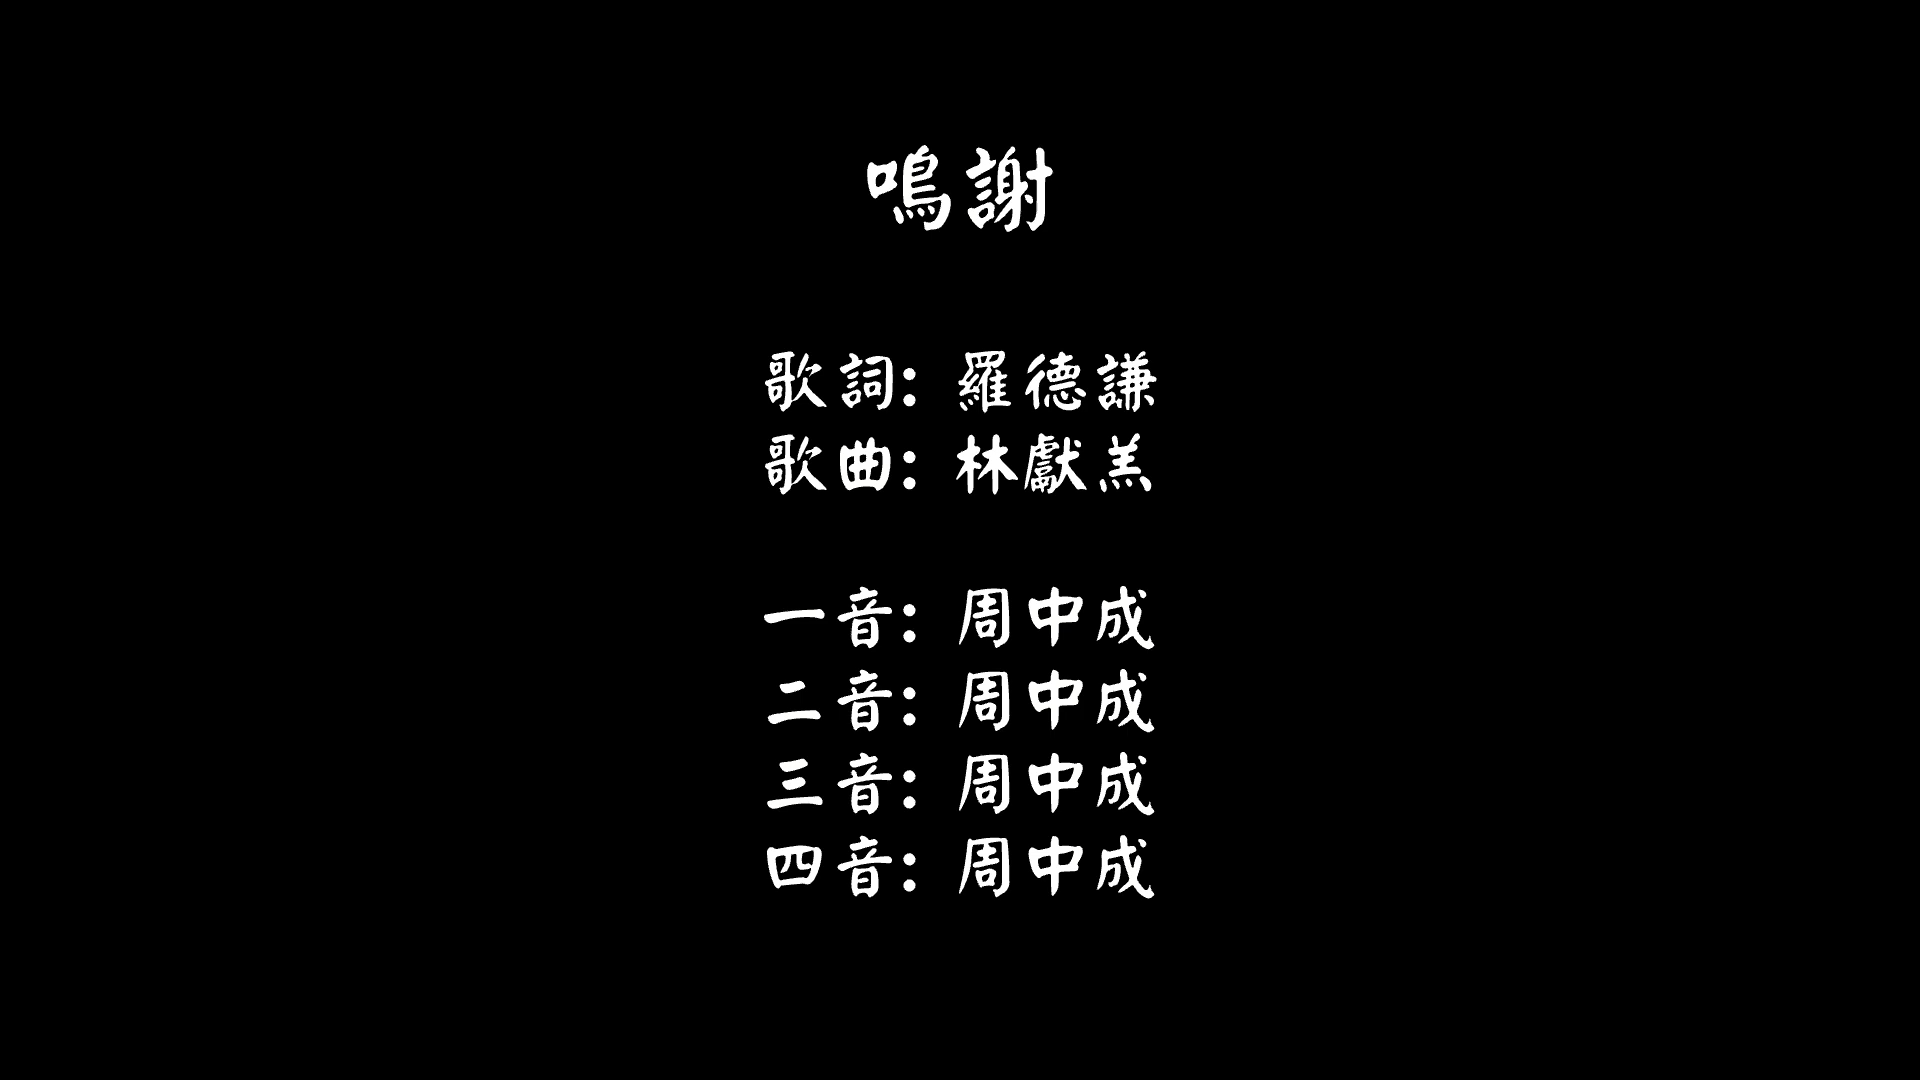 鳴謝
歌詞: 羅德謙
歌曲: 林獻羔
一音: 周中成
二音: 周中成
三音: 周中成
四音: 周中成